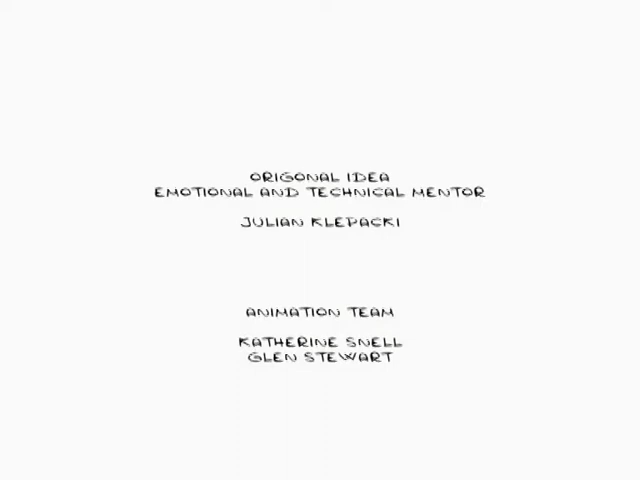 ORIGONAL IDEA
EMOTIONAL AND TECHNICAL MENTOR
JULIAN KLEPACKI
ANIMATION TEAM
KATHERINE SNELL
GLEN STEWART